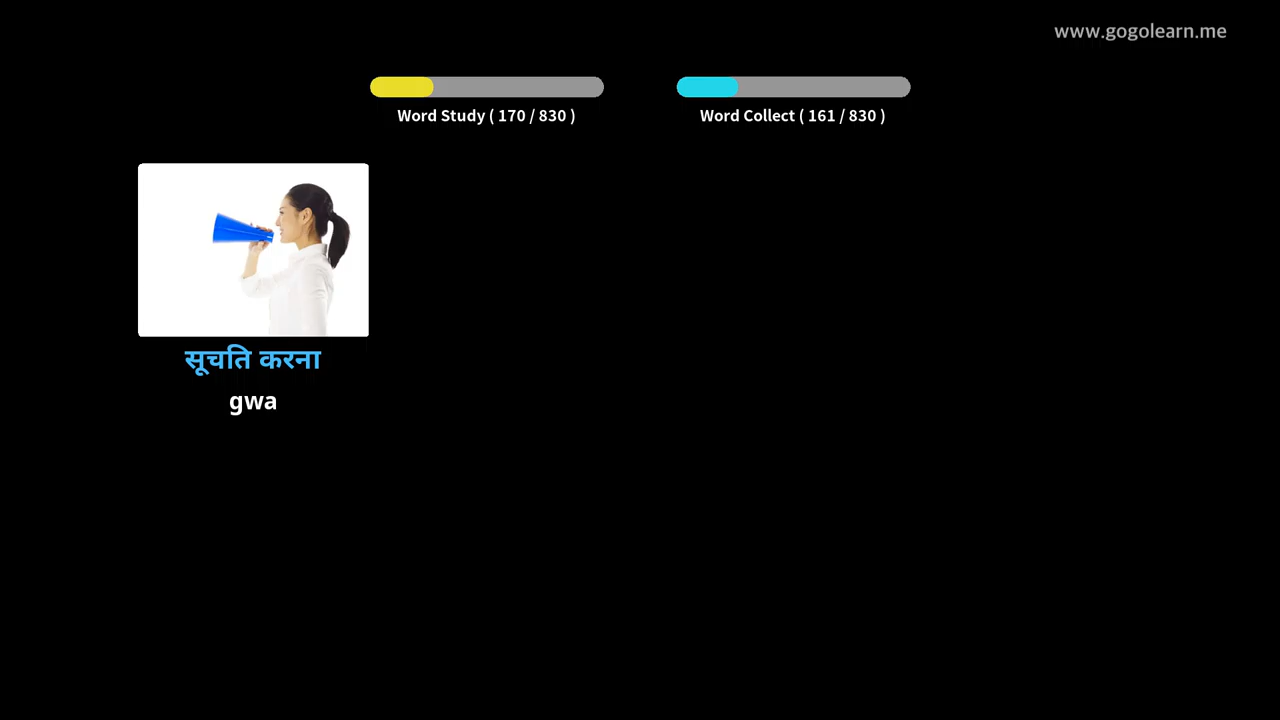 www.gogolearn.me
Word Study ( 170 / 830 )
Word Collect ( 161 / 830 )
सूचति करना
gwa